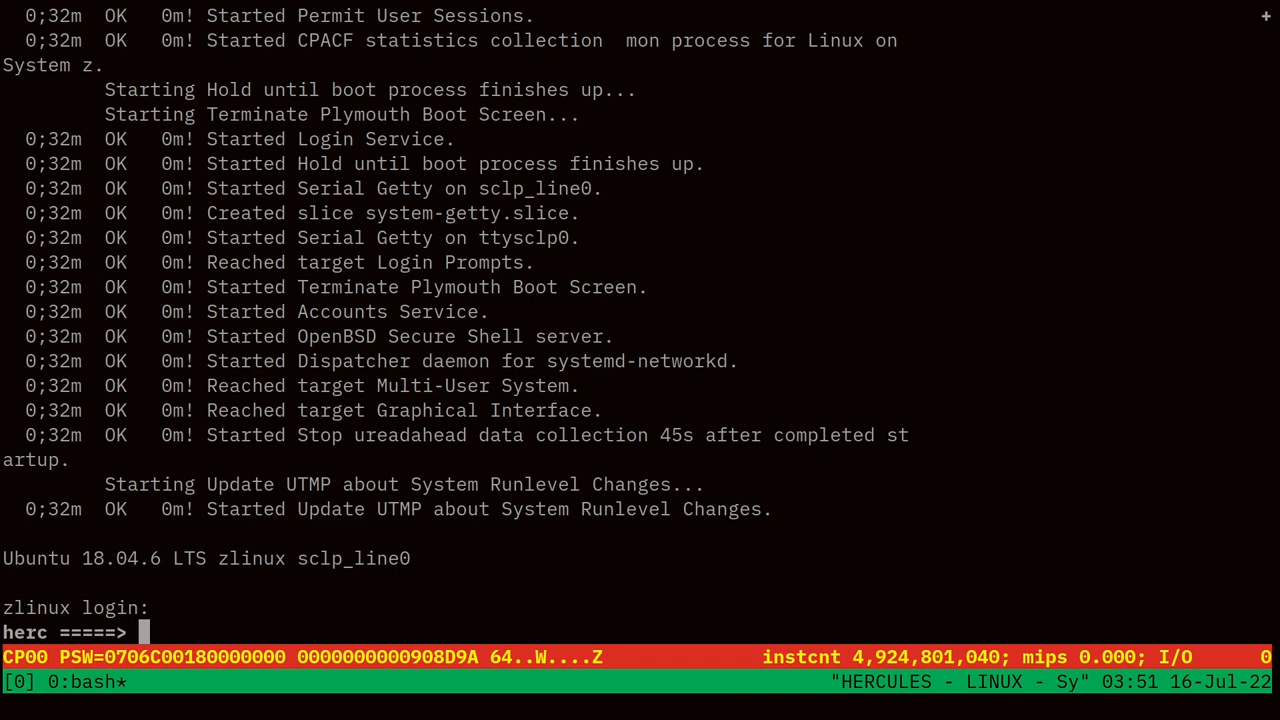 0;32m  OK   0m! Started Permit User Sessions. +
0;32m  OK   0m! Started CPACF statistics collection  mon process for Linux on
System z.
Starting Hold until boot process finishes up...
Starting Terminate Plymouth Boot Screen...
0;32m  OK   0m! Started Login Service.
0;32m  OK   0m! Started Hold until boot process finishes up.
0;32m  OK   0m! Started Serial Getty on sclp_line0.
0;32m  OK   0m! Created slice system-getty.slice.
0;32m  OK   0m! Started Serial Getty on ttysclp0.
0;32m  OK   0m! Reached target Login Prompts.
0;32m  OK   0m! Started Terminate Plymouth Boot Screen.
0;32m  OK   0m! Started Accounts Service.
0;32m  OK   0m! Started OpenBSD Secure Shell server.
0;32m  OK   0m! Started Dispatcher daemon for systemd-networkd.
0;32m  OK   0m! Reached target Multi-User System.
0;32m  OK   0m! Reached target Graphical Interface.
0;32m  OK   0m! Started Stop ureadahead data collection 45s after completed st
artup.
Starting Update UTMP about System Runlevel Changes...
0;32m  OK   0m! Started Update UTMP about System Runlevel Changes.
Ubuntu 18.04.6 LTS zlinux sclp_line0
zlinux login:
herc =====>
CP00 PSW=0706C00180000000 0000000000908D9A 64..W....Z instcnt 4,924,801,040; mips 0.000; I/O 0
[0] 0:bash* "HERCULES - LINUX - Sy" 03:51 16-Jul-22